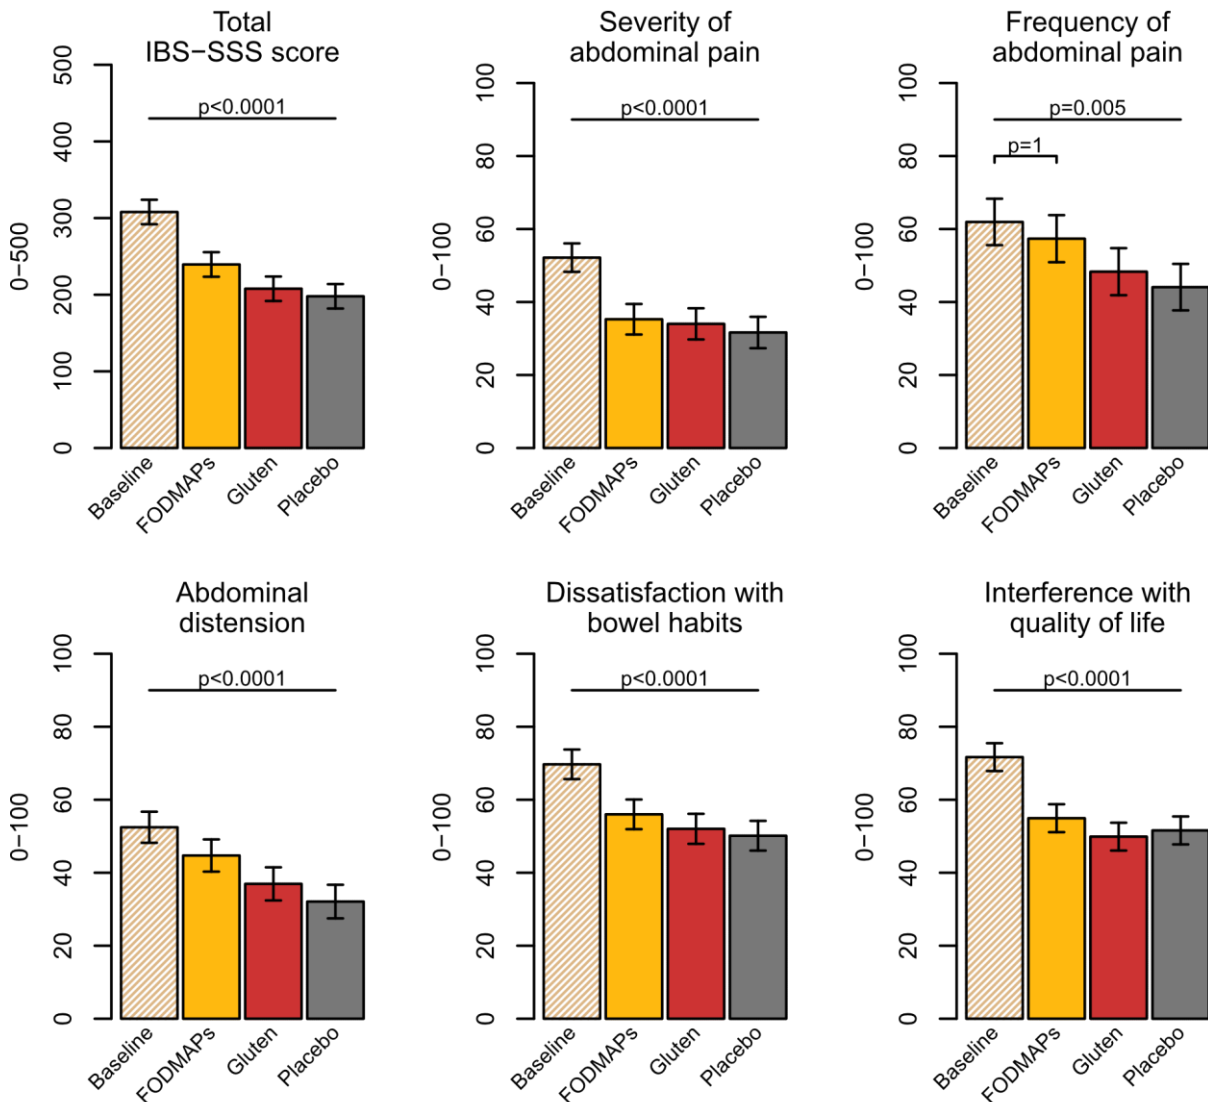 Total
IBS−SSS score
0−500
500
400
300
200
100
0
p<0.0001
Baseline
FODMAPs
Gluten
Placebo
Severity of
abdominal pain
0−100
100
80
60
40
20
0
p<0.0001
Baseline
FODMAPs
Gluten
Placebo
Frequency of
abdominal pain
0−100
100
80
60
40
20
0
p=0.005
p=1
Baseline
FODMAPs
Gluten
Placebo
Abdominal
distension
0−100
100
80
60
40
20
0
p<0.0001
Baseline
FODMAPs
Gluten
Placebo
Dissatisfaction with
bowel habits
0−100
100
80
60
40
20
0
p<0.0001
Baseline
FODMAPs
Gluten
Placebo
Interference with
quality of life
0−100
100
80
60
40
20
0
p<0.0001
Baseline
FODMAPs
Gluten
Placebo